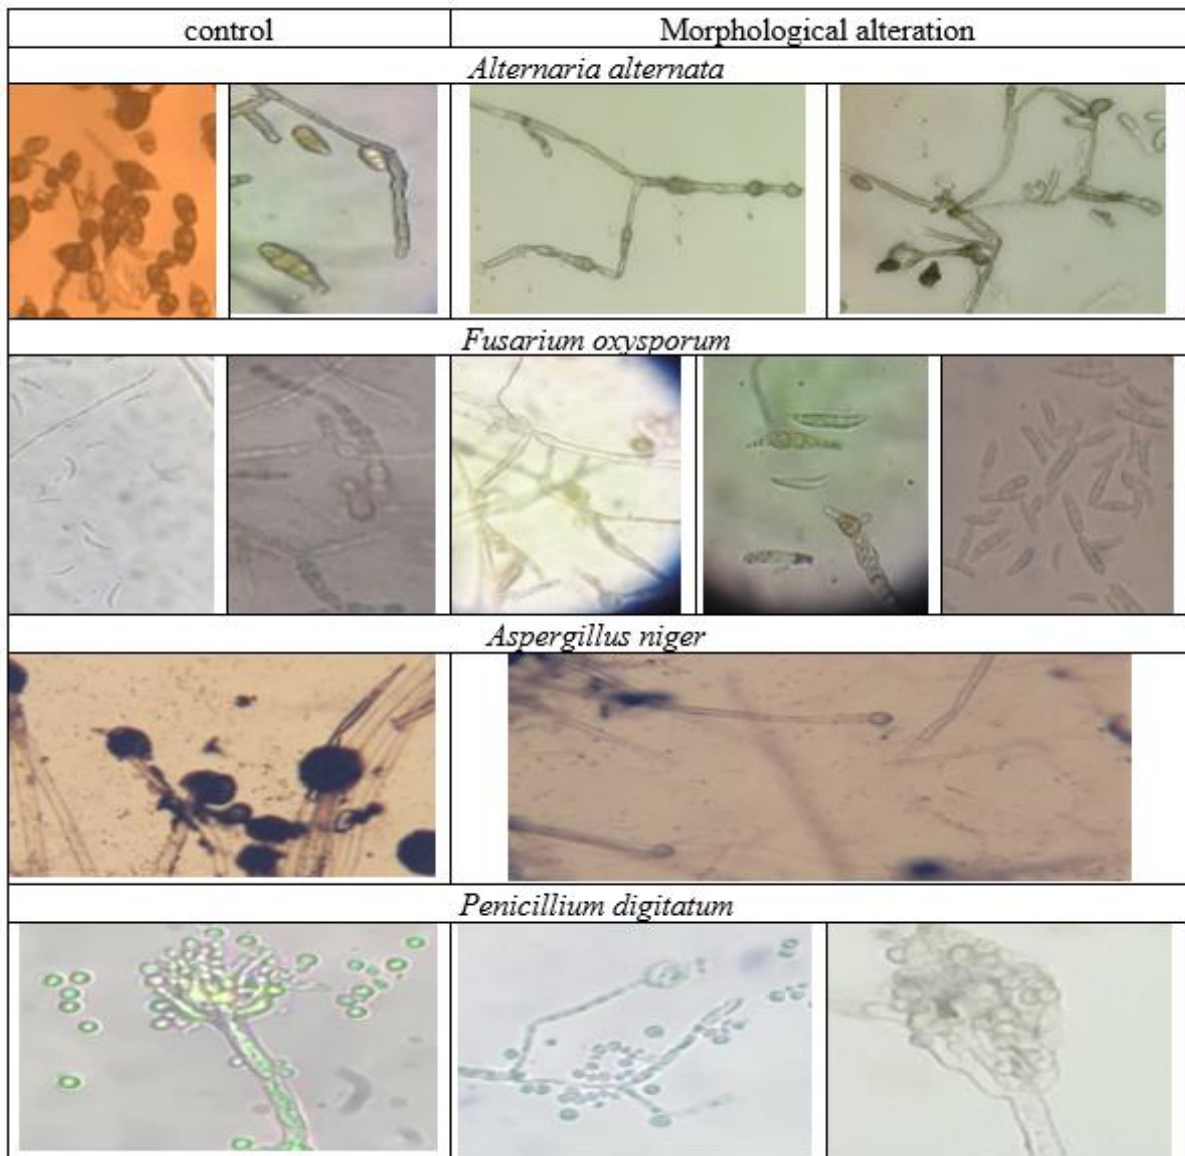 control
Morphological alteration
Alternaria alternata
Fusarium oxysporum
Aspergillus niger
Penicillium digitatum